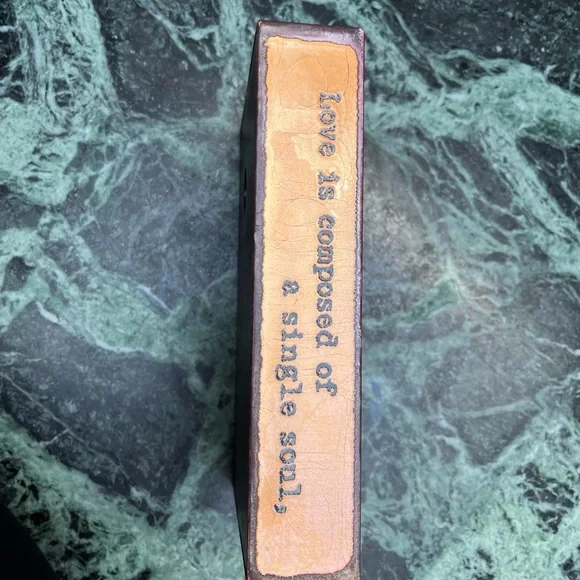 Love is composed of
a single soul,